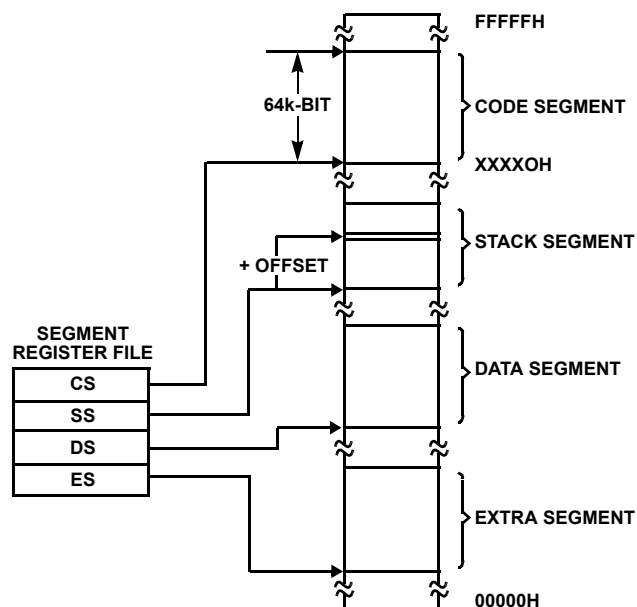 FFFFFH
64k-BIT
CODE SEGMENT
XXXXOH
STACK SEGMENT
+ OFFSET
SEGMENT
REGISTER FILE
CS
SS
DS
ES
DATA SEGMENT
EXTRA SEGMENT
00000H